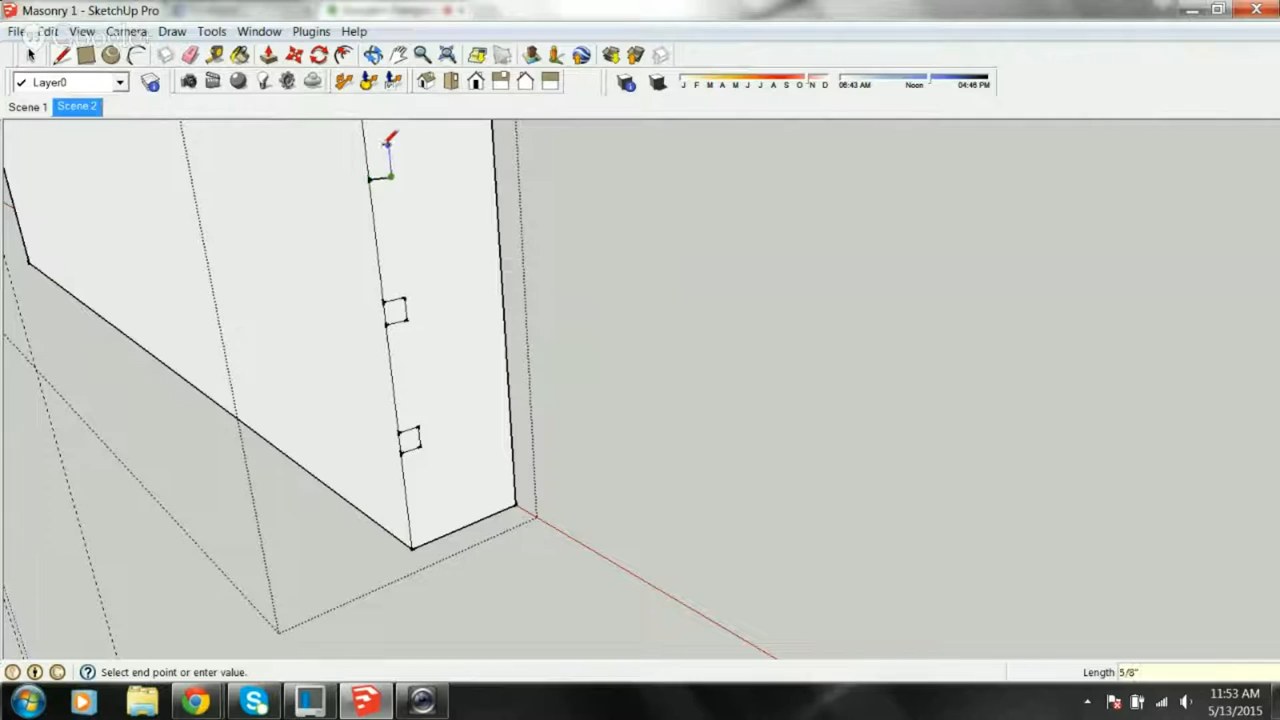 Masonry 1 - SketchUp Pro
File Edit View Camera Draw Tools Window Plugins Help
Layer0
J F M A M J J A S O N D 06:43 AM Noon 04:46 PM
Scene 1 Scene 2
Select end point or enter value. Length 5/8"
11:53 AM
5/13/2015